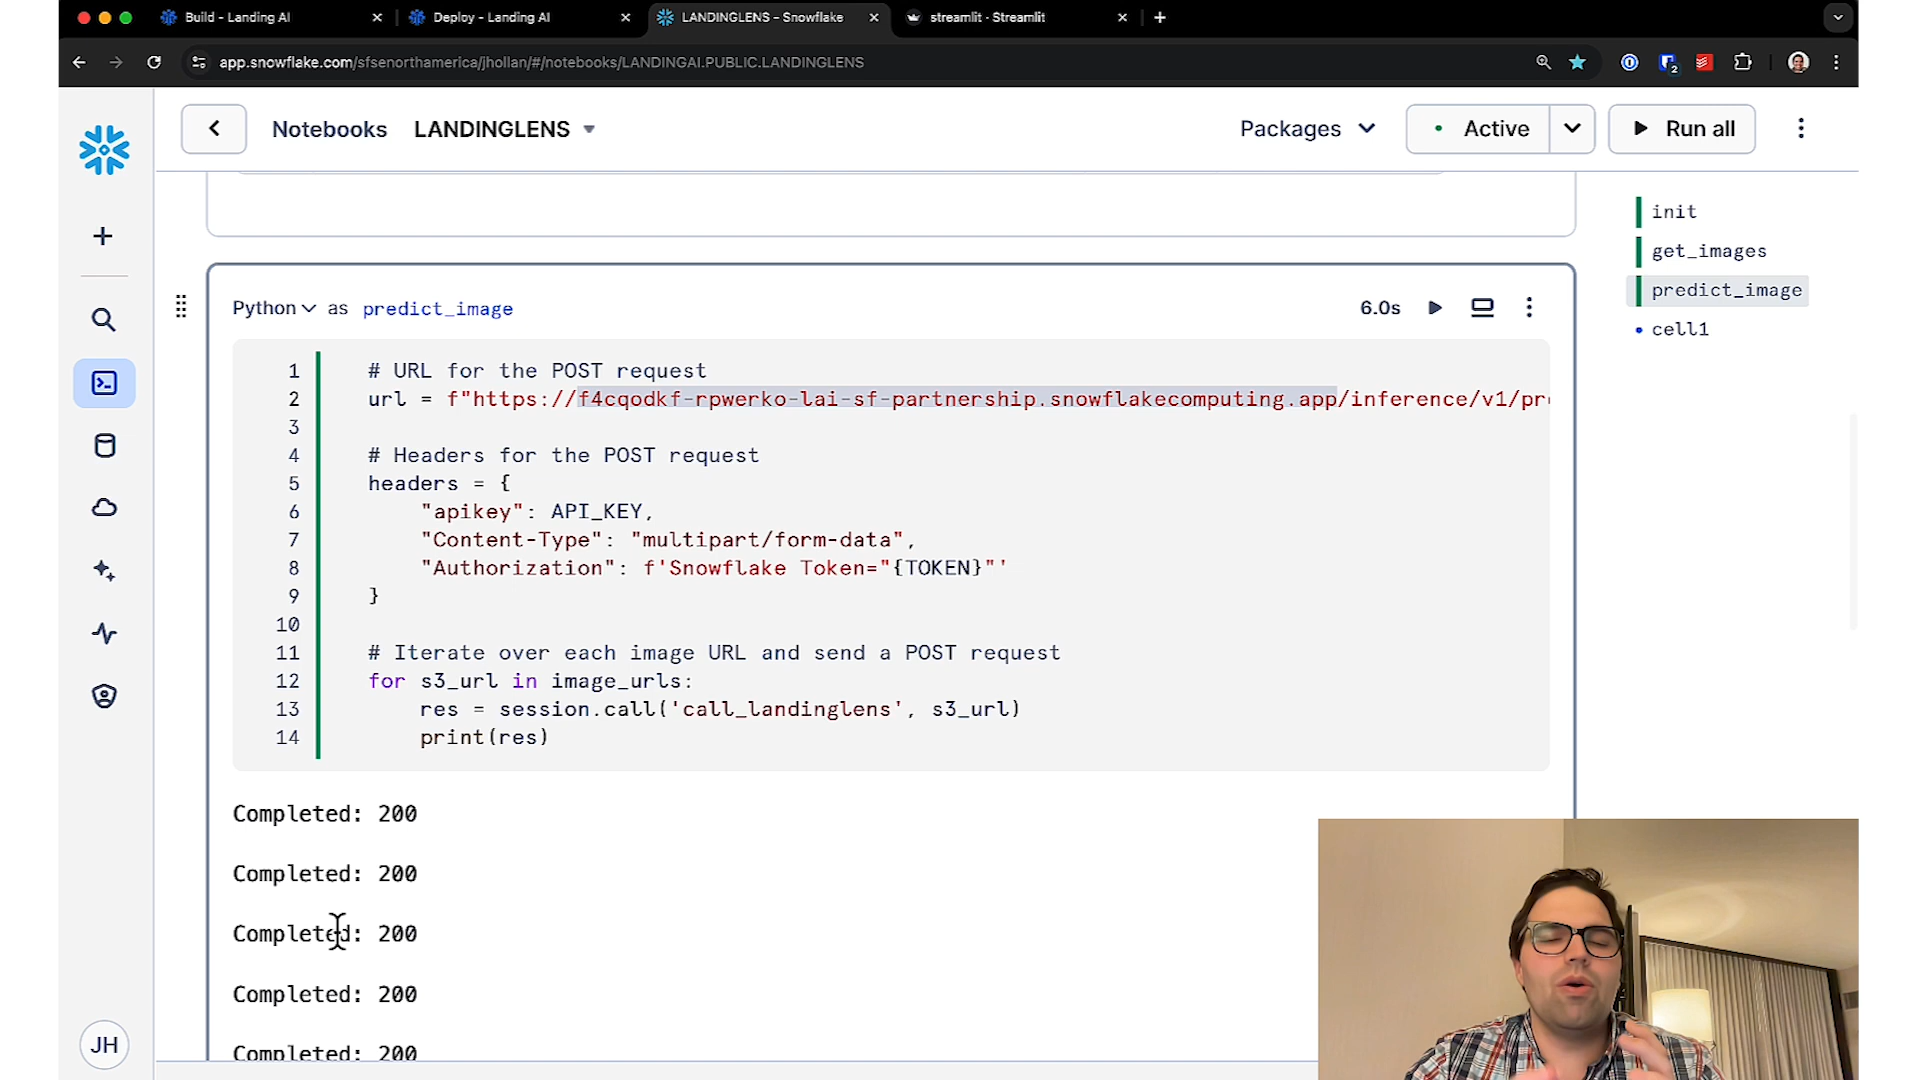 Build - Landing AI
Deploy - Landing AI
LANDINGLENS - Snowflake
streamlit · Streamlit
app.snowflake.com/sfsenorthamerica/jhollan/#/notebooks/LANDINGAI.PUBLIC.LANDINGLENS
2
Notebooks LANDINGLENS
Packages
Active
Run all
init
get_images
predict_image
cell1
Python as predict_image
6.0s
1 # URL for the POST request
2 url = f"https://f4cqodkf-rpwerko-lai-sf-partnership.snowflakecomputing.app/inference/v1/pr
3
4 # Headers for the POST request
5 headers = {
6 "apikey": API_KEY,
7 "Content-Type": "multipart/form-data",
8 "Authorization": f'Snowflake Token="{TOKEN}"'
9 }
10
11 # Iterate over each image URL and send a POST request
12 for s3_url in image_urls:
13 res = session.call('call_landinglens', s3_url)
14 print(res)
Completed: 200
Completed: 200
Completed: 200
Completed: 200
Completed: 200
JH